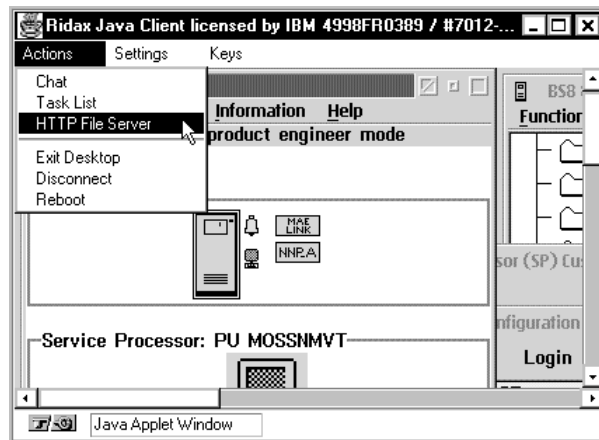 Ridax Java Client licensed by IBM 4998FR0389 / #7012-...
Actions Settings Keys
Chat
Task List
HTTP File Server
Exit Desktop
Disconnect
Reboot
Information Help
product engineer mode
MAE
LINK
NNP_A
Service Processor: PU MOSSNMVT
BS8
Function
sor (SP) Cu
nfiguration
Login
Java Applet Window